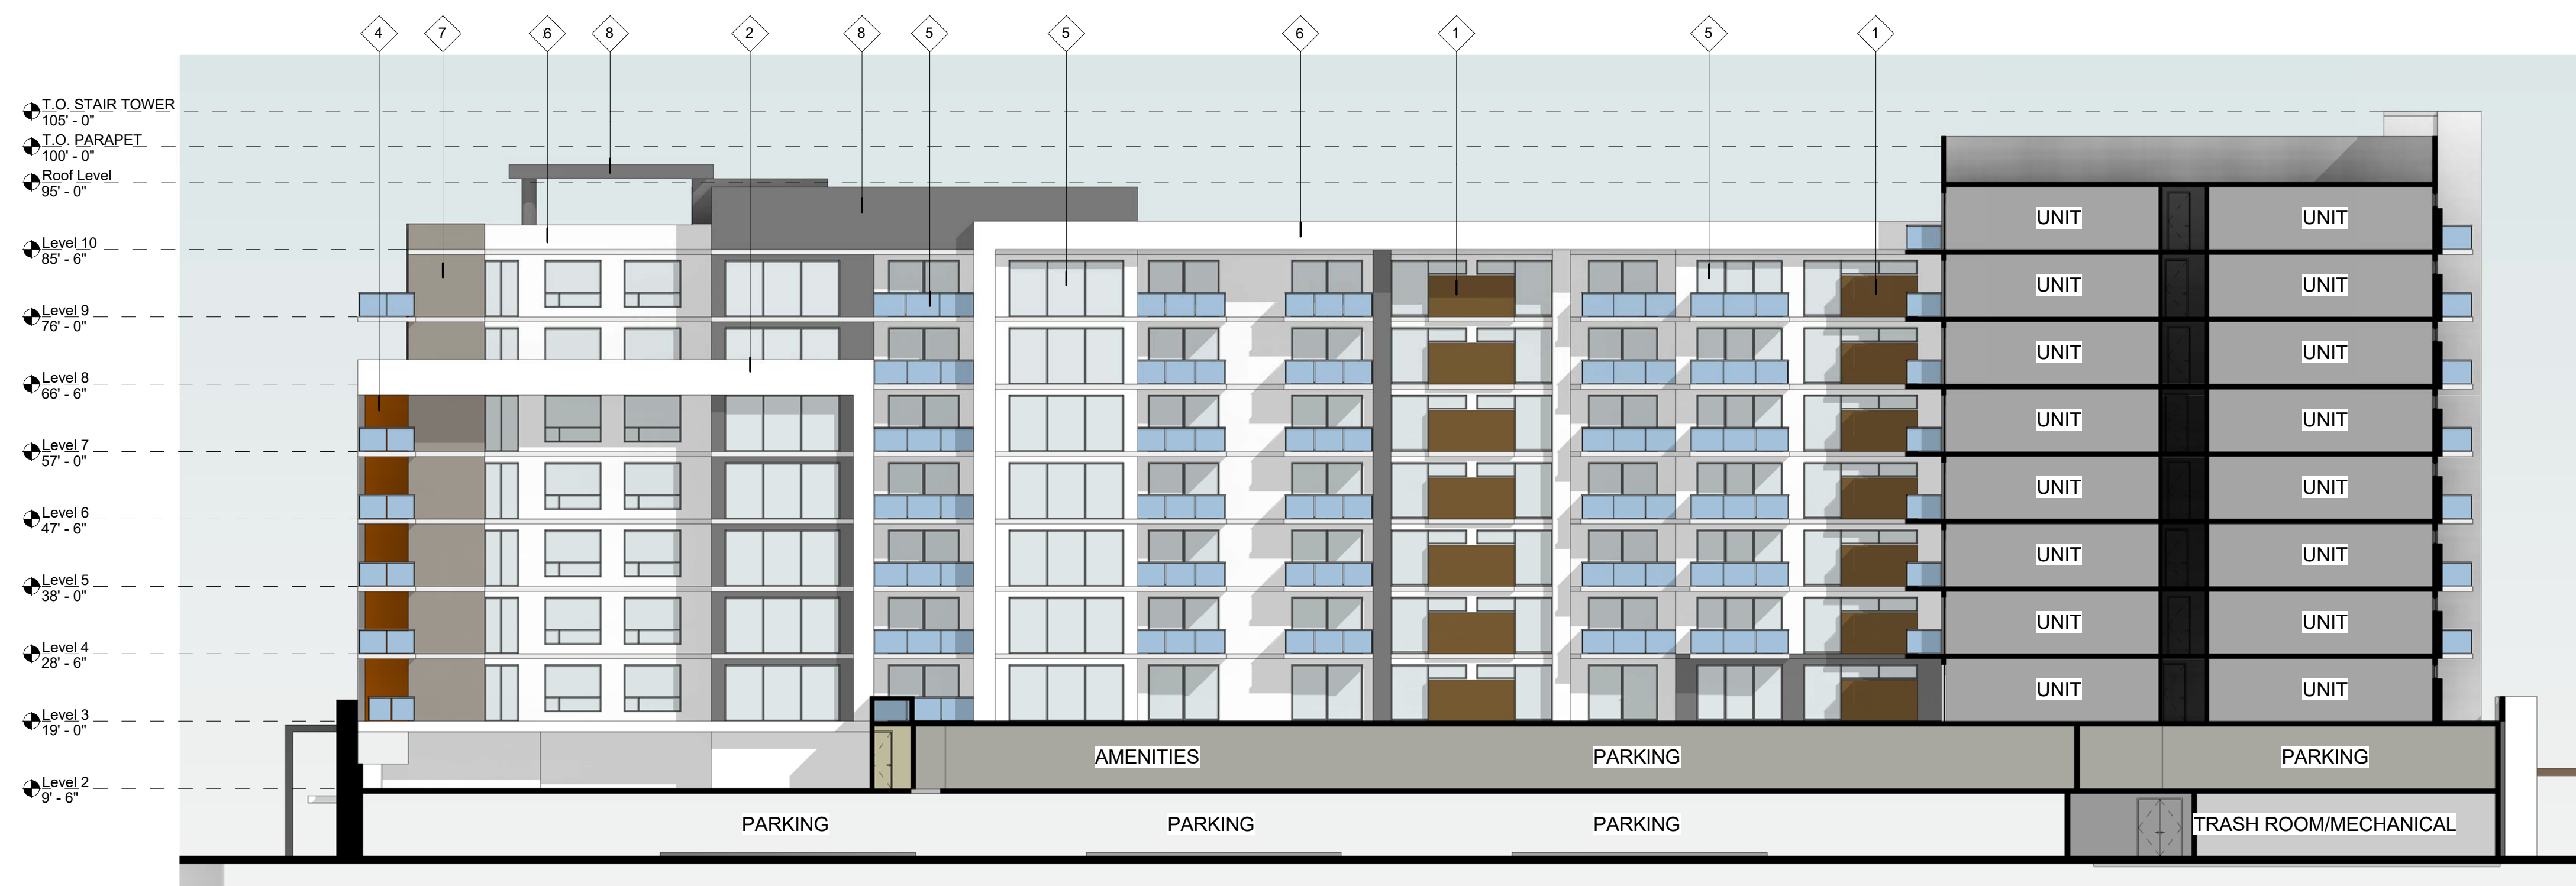 4 7 6 8 2 8 5 5 6 1 5 1
T.O. STAIR TOWER
105' - 0"
T.O. PARAPET
100' - 0"
Roof Level
95' - 0"
Level 10
85' - 6"
UNIT UNIT
Level 9
76' - 0"
UNIT UNIT
Level 8
66' - 6"
UNIT UNIT
Level 7
57' - 0"
UNIT UNIT
Level 6
47' - 6"
UNIT UNIT
Level 5
38' - 0"
UNIT UNIT
Level 4
28' - 6"
UNIT UNIT
Level 3
19' - 0"
UNIT UNIT
AMENITIES PARKING PARKING
Level 2
9' - 6"
PARKING PARKING PARKING TRASH ROOM/MECHANICAL